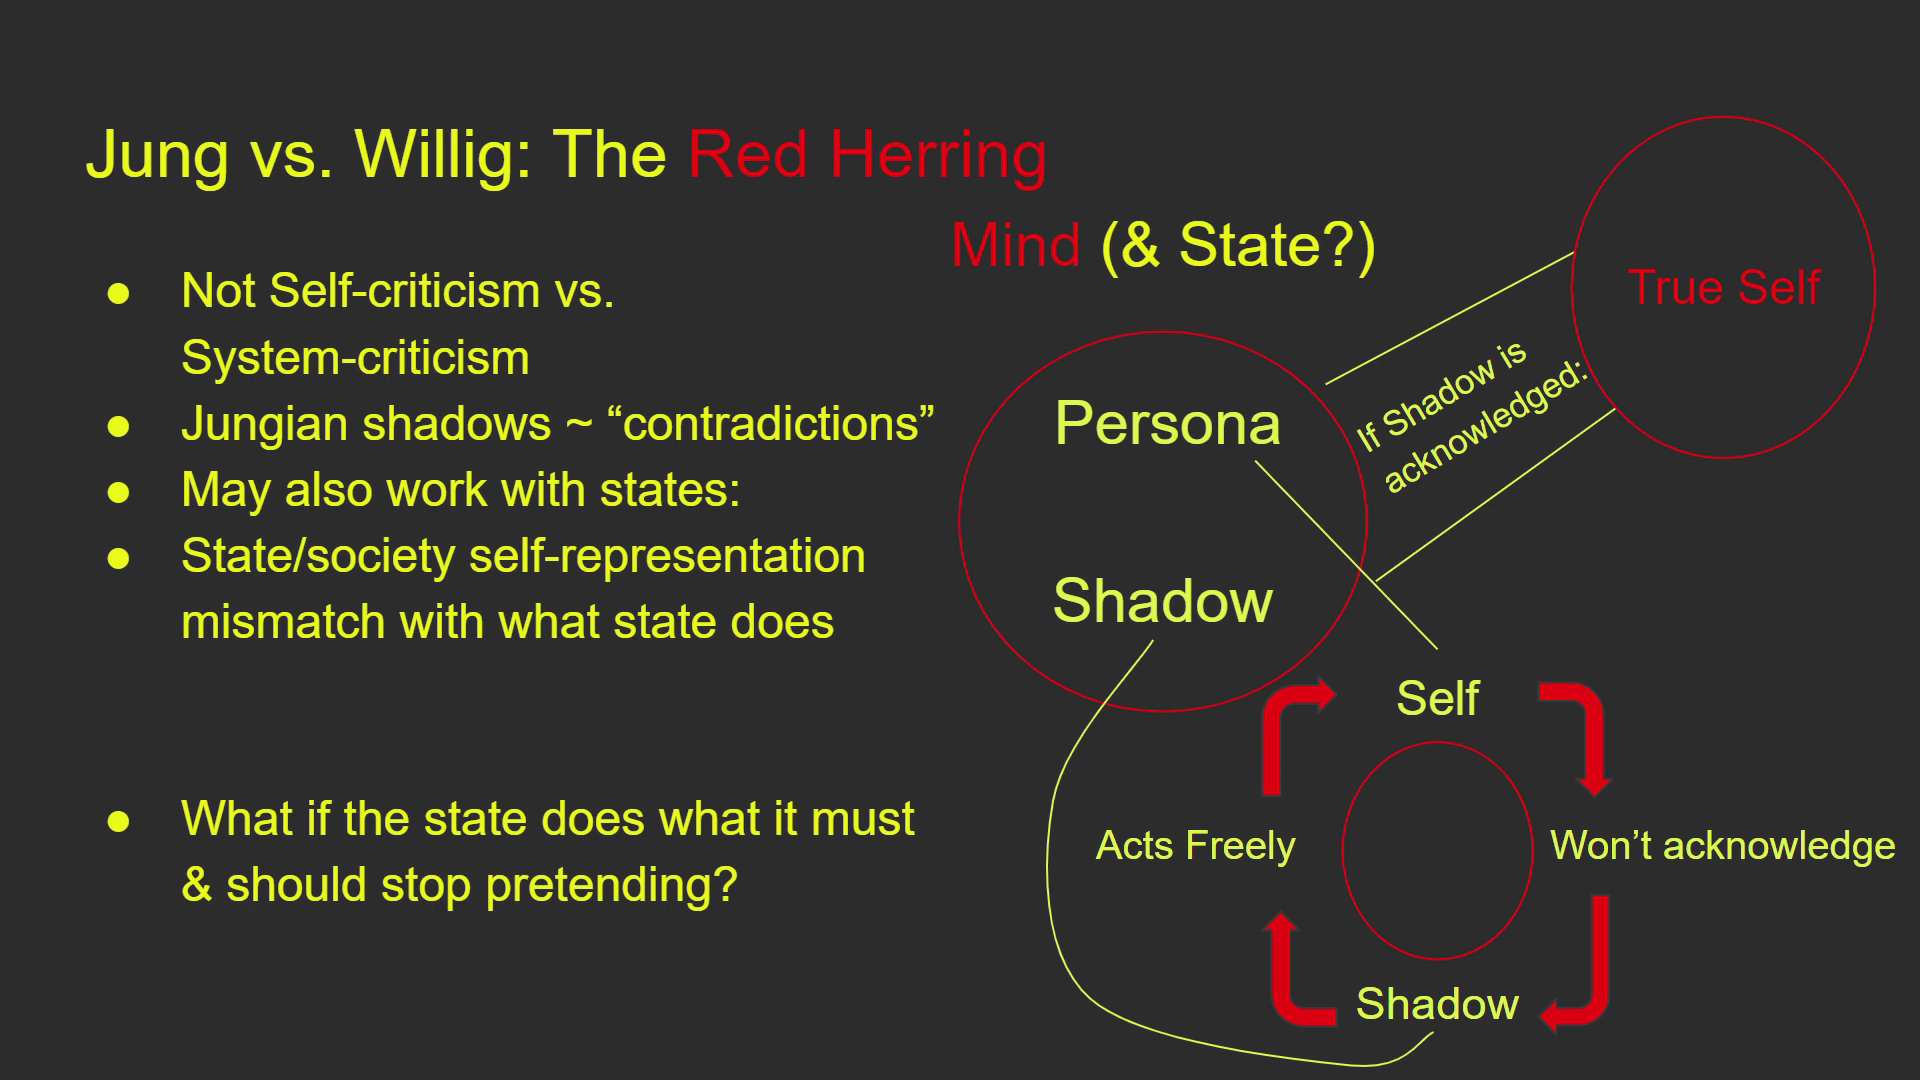 Jung vs. Willig: The Red Herring
Mind (& State?)
● Not Self-criticism vs.
System-criticism
● Jungian shadows ~ “contradictions”
● May also work with states:
● State/society self-representation
mismatch with what state does
● What if the state does what it must
& should stop pretending?
True Self
If Shadow is
acknowledged:
Persona
Shadow
Self
Acts Freely
Won’t acknowledge
Shadow